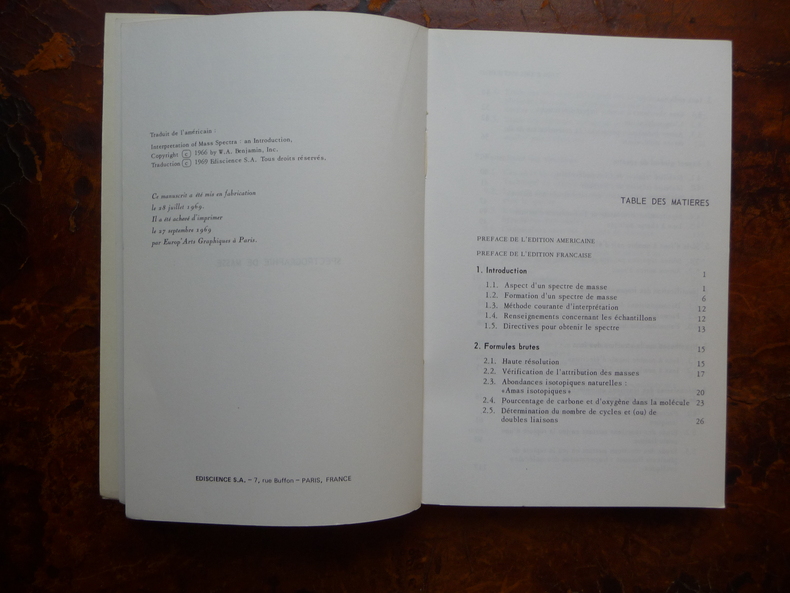 Traduit de l'américain :
Interpretation of Mass Spectra : an Introduction,
Copyright © 1966 by W.A. Benjamin, Inc.
Traduction © 1969 Ediscience S.A. Tous droits réservés.
Ce manuscrit a été mis en fabrication
le 28 juillet 1969.
Il a été achevé d'imprimer
le 27 septembre 1969
par Europ'Arts Graphiques à Paris.
EDISCIENCE S.A. – 7, rue Buffon – PARIS, FRANCE
TABLE DES MATIERES
PREFACE DE L'EDITION AMERICAINE
PREFACE DE L'EDITION FRANCAISE
1. Introduction 1
1.1. Aspect d'un spectre de masse 1
1.2. Formation d'un spectre de masse 6
1.3. Méthode courante d'interprétation 12
1.4. Renseignements concernant les échantillons 12
1.5. Directives pour obtenir le spectre 13
2. Formules brutes 15
2.1. Haute résolution 15
2.2. Vérification de l'attribution des masses 17
2.3. Abondances isotopiques naturelles :
«Amas isotopiques» 20
2.4. Pourcentage de carbone et d'oxygène dans la molécule 23
2.5. Détermination du nombre de cycles et (ou) de
doubles liaisons 26